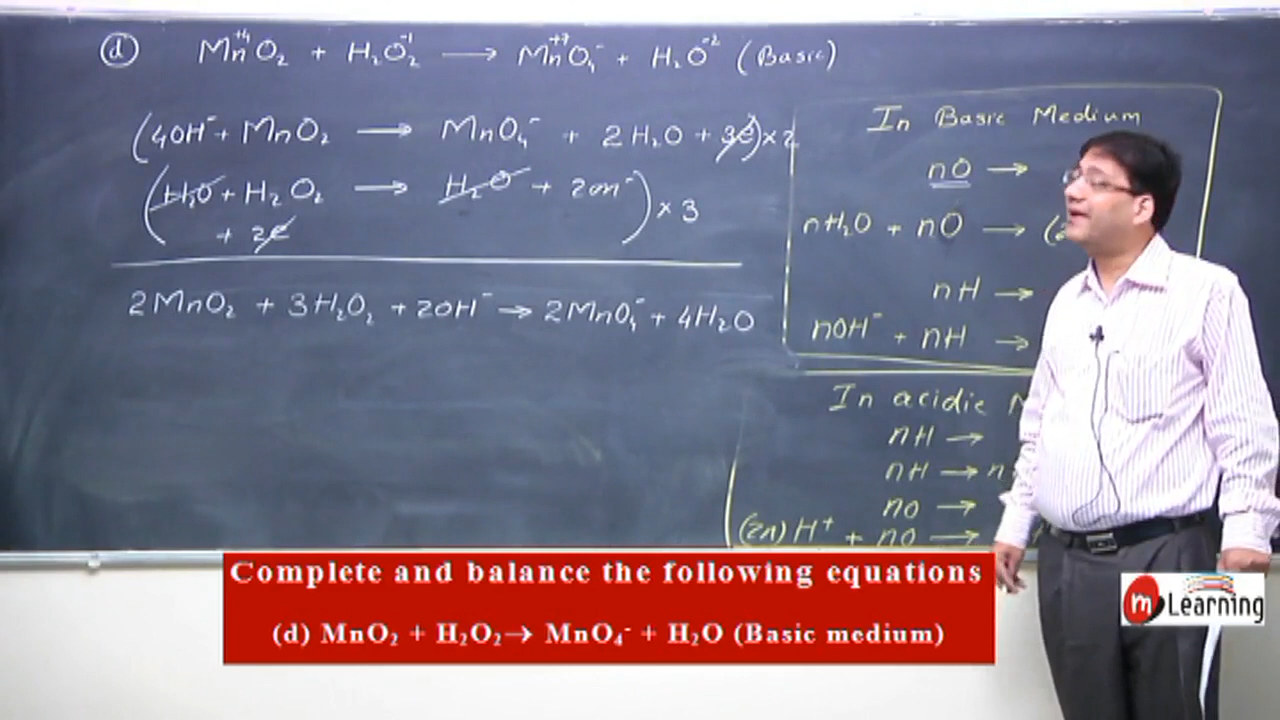 (d) Mn⁺⁴O₂ + H₂O₂⁻¹ → Mn⁺⁷O₄⁻ + H₂O⁻² (Basic)
(4OH⁻ + MnO₂ → MnO₄⁻ + 2H₂O + 3e) × 2
(H₂O + H₂O₂ → H₂O + 2OH⁻) × 3
+ 2e
2MnO₂ + 3H₂O₂ + 2OH⁻ → 2MnO₄⁻ + 4H₂O
In Basic Medium
nO →
nH₂O + nO → (2
nH →
nOH⁻ + nH →
In acidic M
nH →
nH → n
nO →
(2n)H⁺ + nO →
Complete and balance the following equations
(d) MnO₂ + H₂O₂→ MnO₄⁻ + H₂O (Basic medium)
m Learning